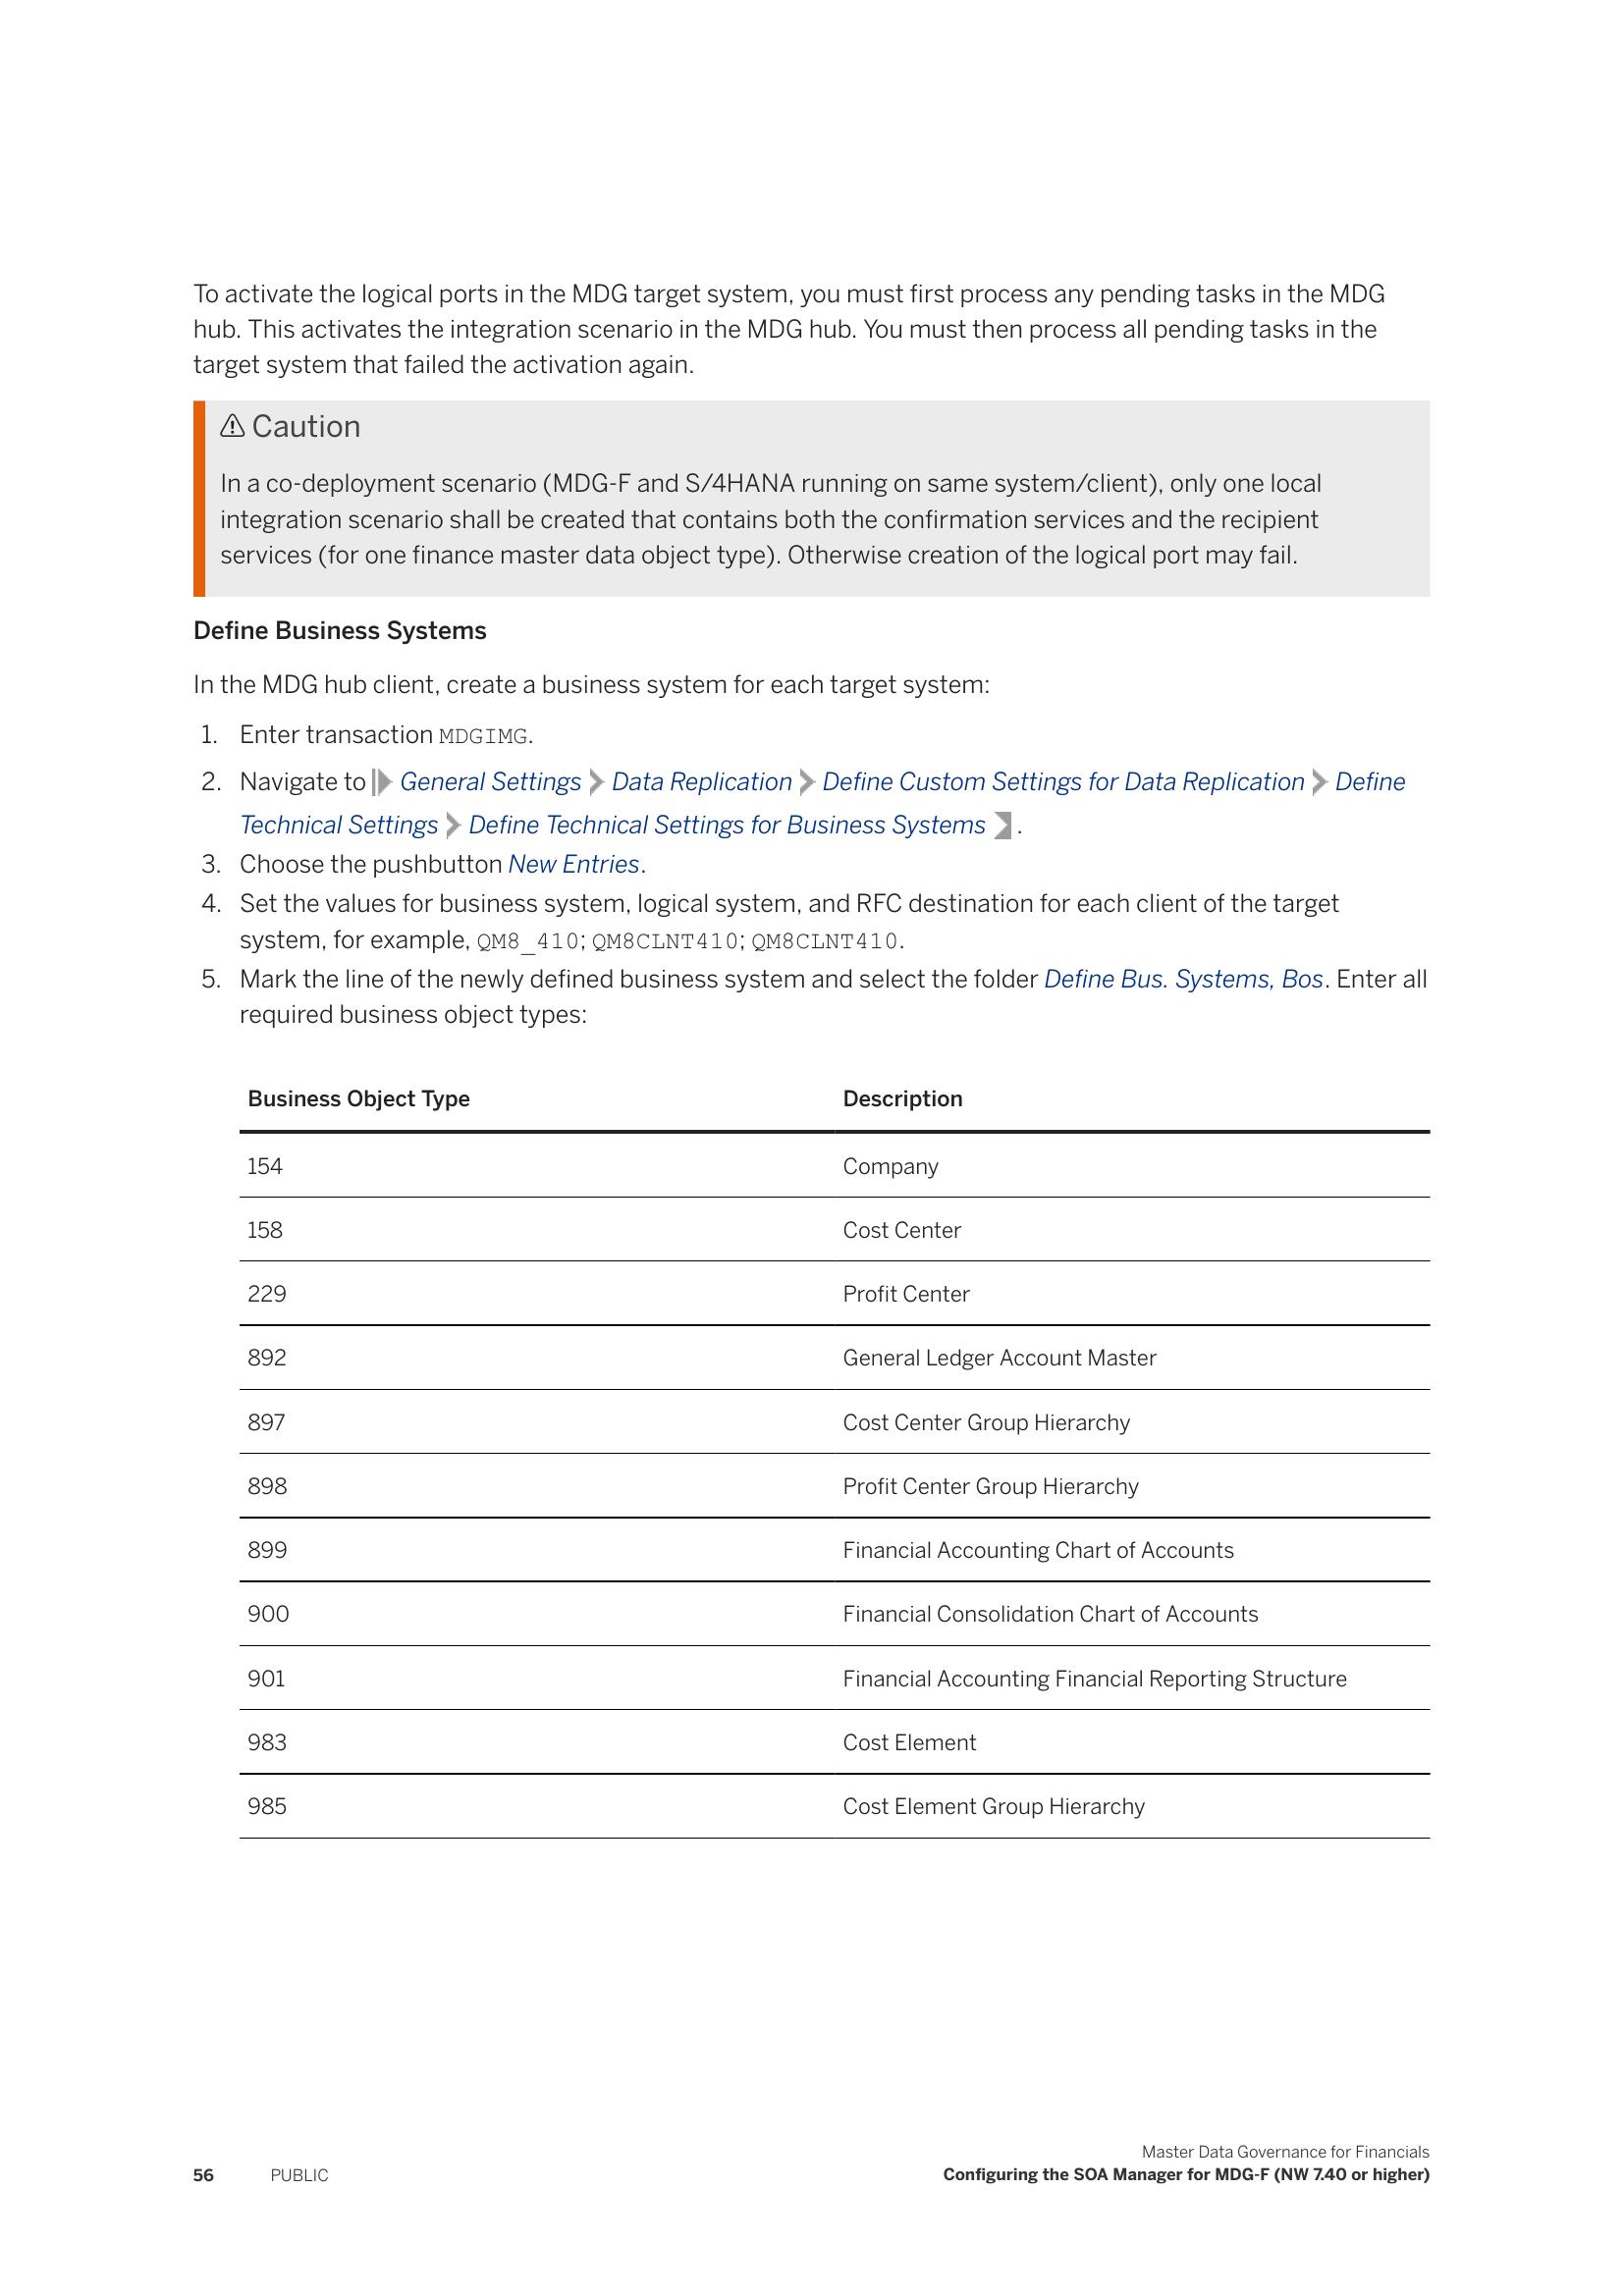 To activate the logical ports in the MDG target system, you must first process any pending tasks in the MDG
hub. This activates the integration scenario in the MDG hub. You must then process all pending tasks in the
target system that failed the activation again.
Caution
In a co-deployment scenario (MDG-F and S/4HANA running on same system/client), only one local
integration scenario shall be created that contains both the confirmation services and the recipient
services (for one finance master data object type). Otherwise creation of the logical port may fail.
Define Business Systems
In the MDG hub client, create a business system for each target system:
1. Enter transaction MDGIMG.
2. Navigate to General Settings Data Replication Define Custom Settings for Data Replication Define
Technical Settings Define Technical Settings for Business Systems .
3. Choose the pushbutton New Entries.
4. Set the values for business system, logical system, and RFC destination for each client of the target
system, for example, QM8_410; QM8CLNT410; QM8CLNT410.
5. Mark the line of the newly defined business system and select the folder Define Bus. Systems, Bos. Enter all
required business object types:
Business Object Type Description
154 Company
158 Cost Center
229 Profit Center
892 General Ledger Account Master
897 Cost Center Group Hierarchy
898 Profit Center Group Hierarchy
899 Financial Accounting Chart of Accounts
900 Financial Consolidation Chart of Accounts
901 Financial Accounting Financial Reporting Structure
983 Cost Element
985 Cost Element Group Hierarchy
Master Data Governance for Financials
56 PUBLIC Configuring the SOA Manager for MDG-F (NW 7.40 or higher)